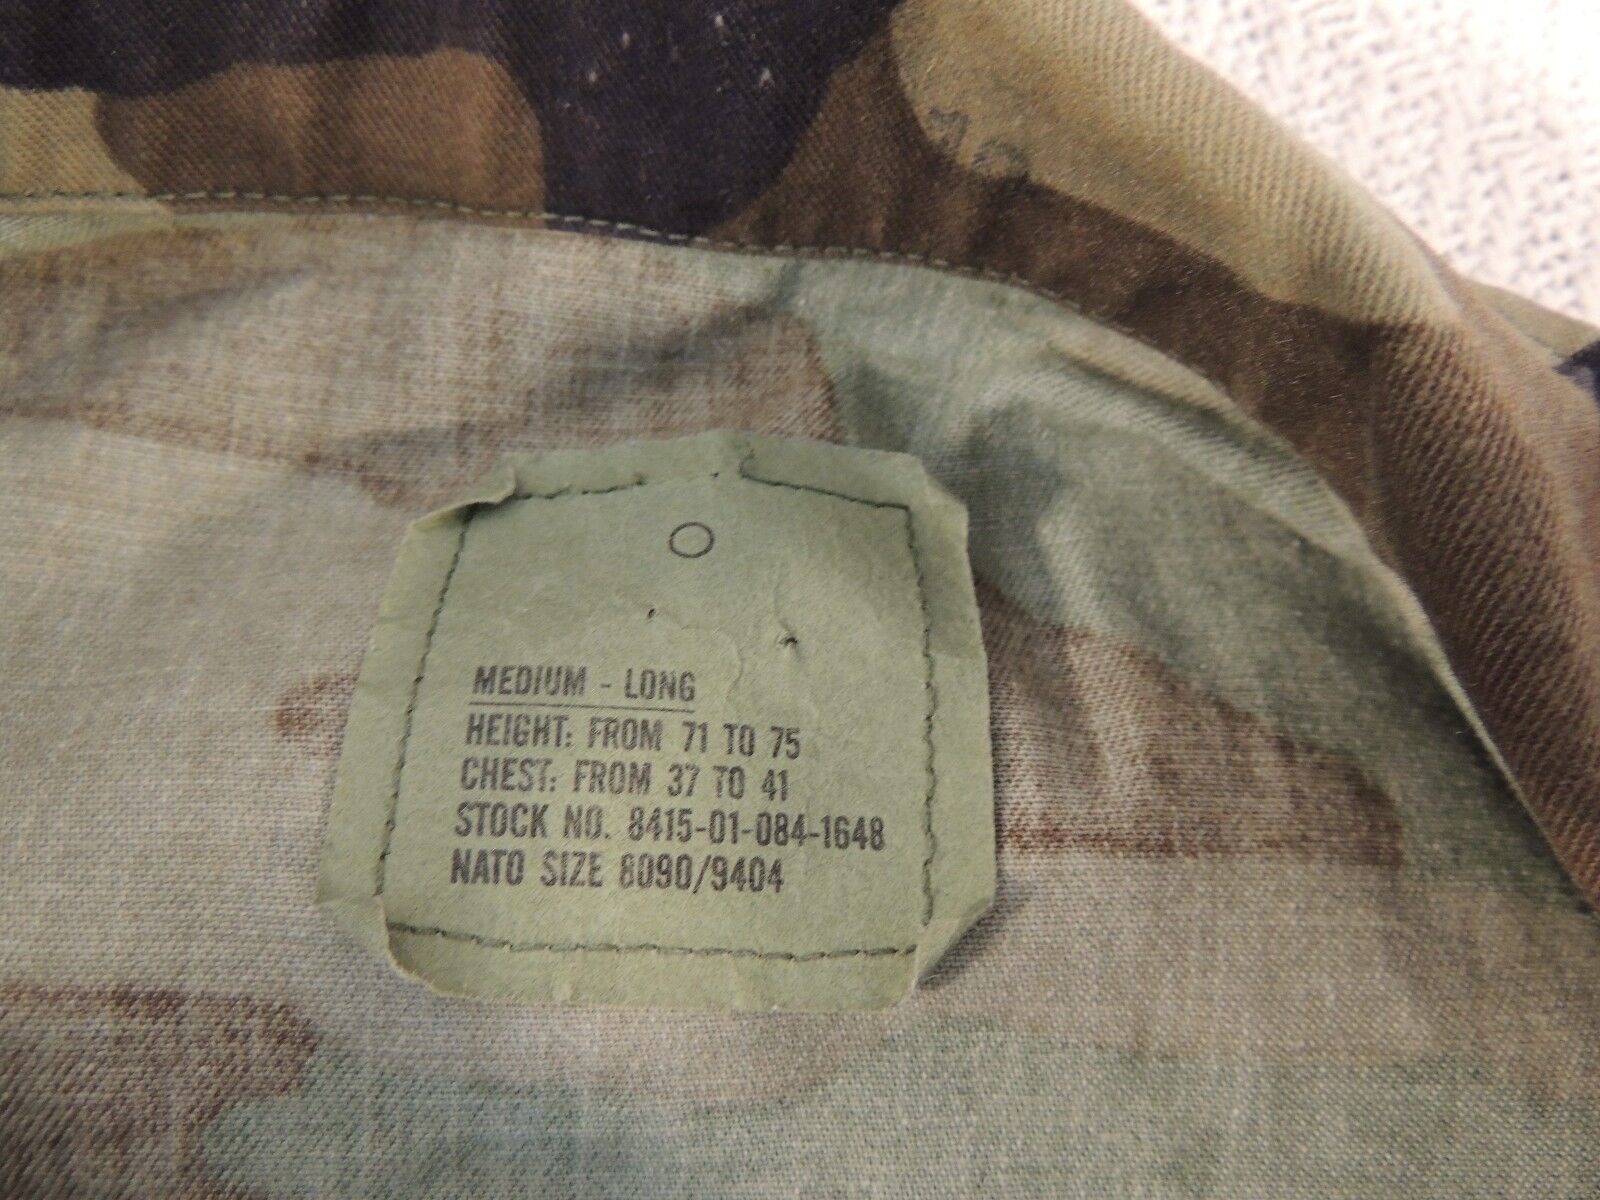 MEDIUM - LONG
HEIGHT: FROM 71 TO 75
CHEST: FROM 37 TO 41
STOCK NO. 8415-01-084-1648
NATO SIZE 8090/9404